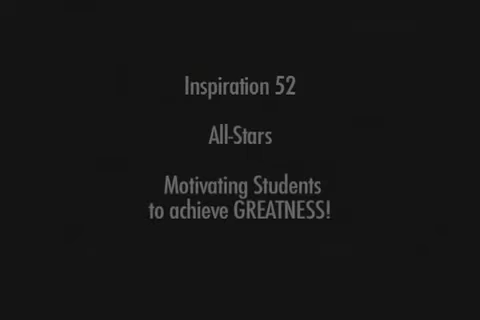 Inspiration 52
All-Stars
Motivating Students
to achieve GREATNESS!